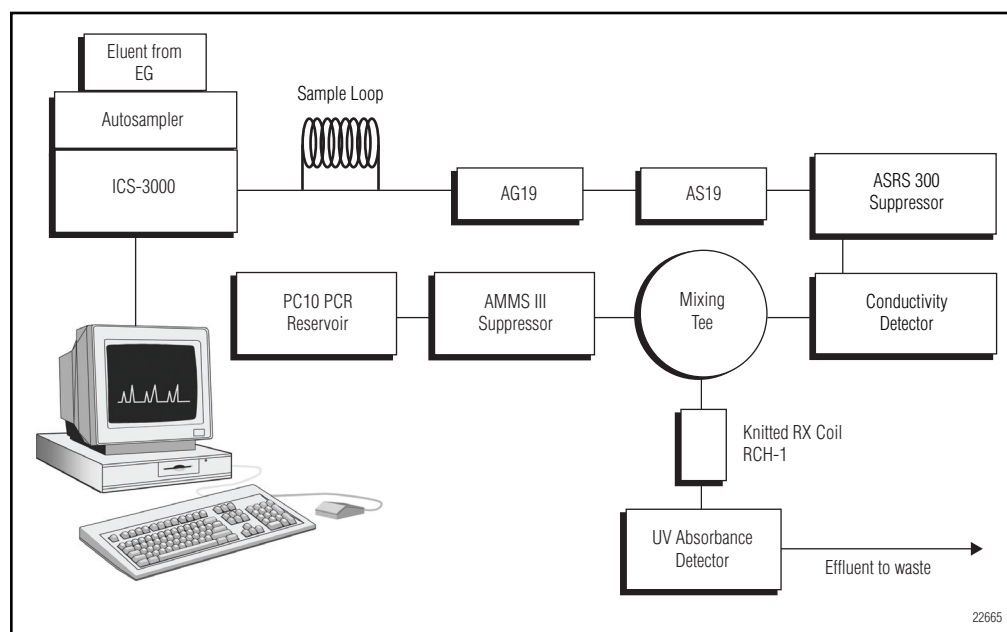 Eluent from
EG
Autosampler
ICS-3000
Sample Loop
AG19
AS19
ASRS 300
Suppressor
PC10 PCR
Reservoir
AMMS III
Suppressor
Mixing
Tee
Conductivity
Detector
Knitted RX Coil
RCH-1
UV Absorbance
Detector
Effluent to waste
22665